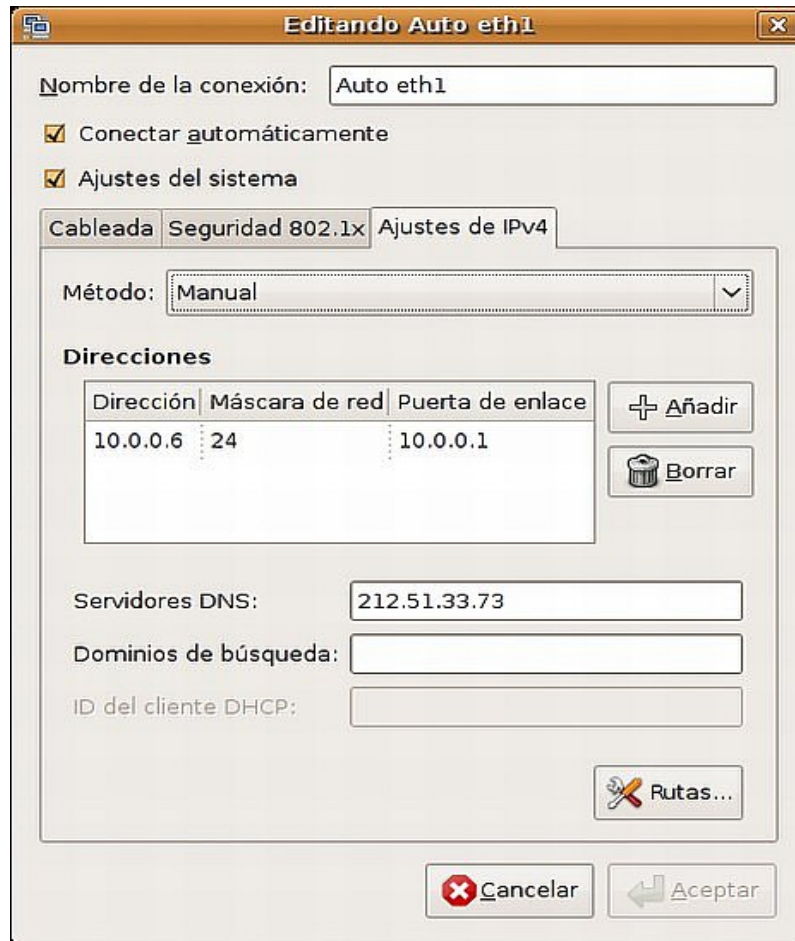 Editando Auto eth1
Nombre de la conexión: Auto eth1
Conectar automáticamente
Ajustes del sistema
Cableada Seguridad 802.1x Ajustes de IPv4
Método: Manual
Direcciones
Dirección Máscara de red Puerta de enlace
Añadir
10.0.0.6 24 10.0.0.1
Borrar
Servidores DNS: 212.51.33.73
Dominios de búsqueda:
ID del cliente DHCP:
Rutas...
Cancelar Aceptar